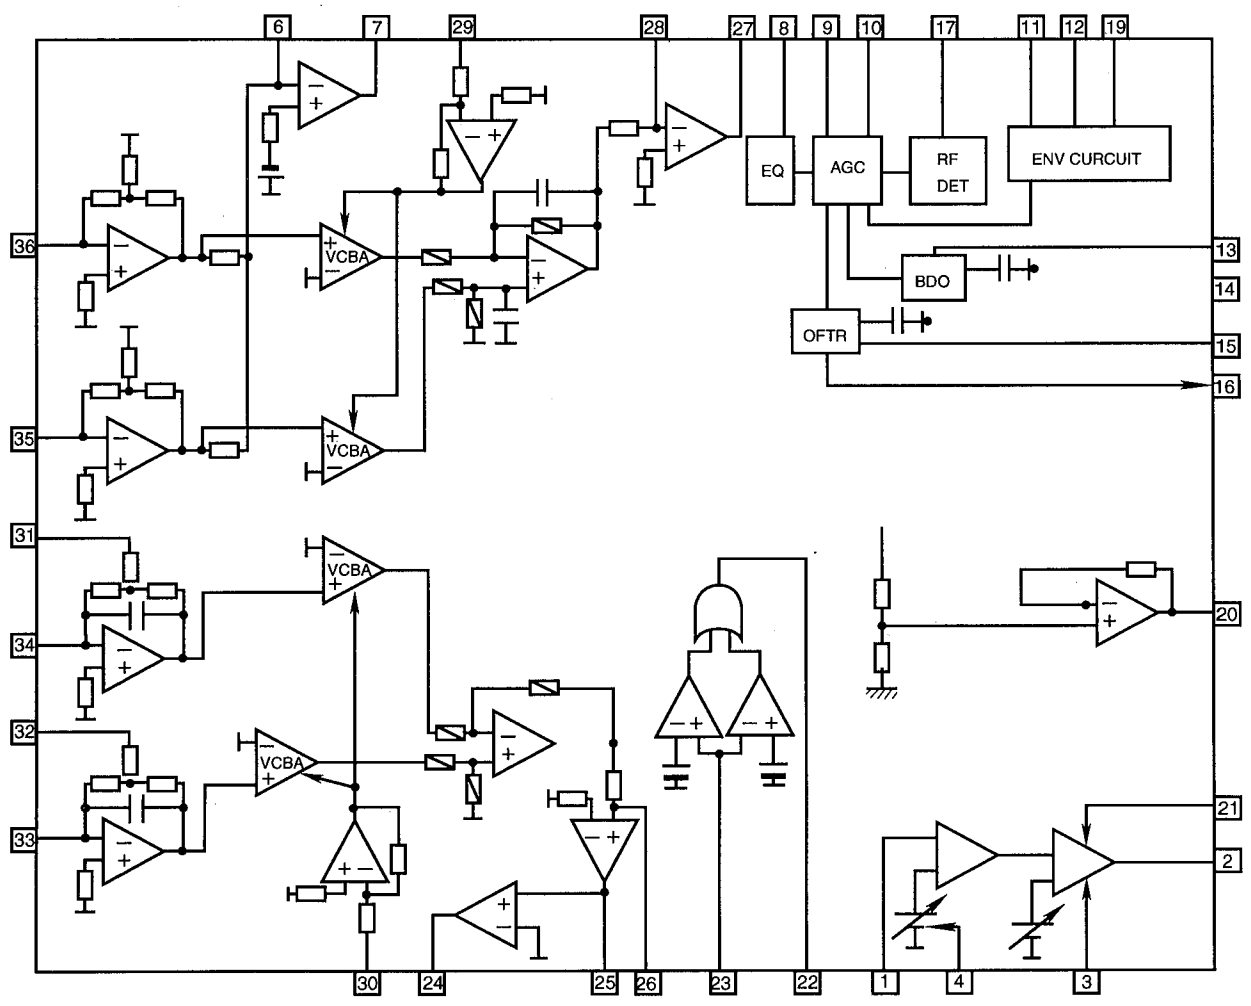 6 7 29 28 27 8 9 10 17 11 12 19
− +
− +
− +
EQ AGC RF DET ENV CURCUIT
36
− +
+ VCBA −
− +
13
BDO
14
OFTR
15
16
35
− +
+ VCBA −
31
− VCBA +
34
− +
− +
20
32
− VCBA +
− +
− + − +
33
− +
− +
21
2
+ −
+ −
30 24 25 26 23 22 1 4 3